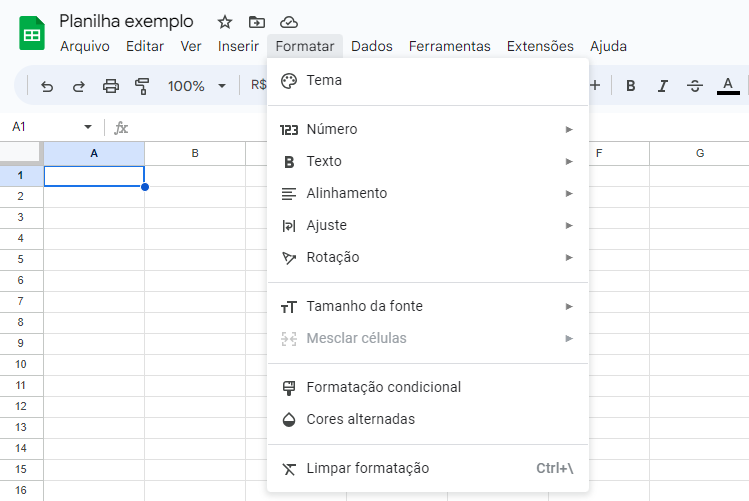 Planilha exemplo
Arquivo Editar Ver Inserir Formatar Dados Ferramentas Extensões Ajuda
100% R$ + B I S A
A1 fx
A B F G
Tema
123 Número
B Texto
Alinhamento
Ajuste
Rotação
Tamanho da fonte
Mesclar células
Formatação condicional
Cores alternadas
Limpar formatação Ctrl+\
1
2
3
4
5
6
7
8
9
10
11
12
13
14
15
16